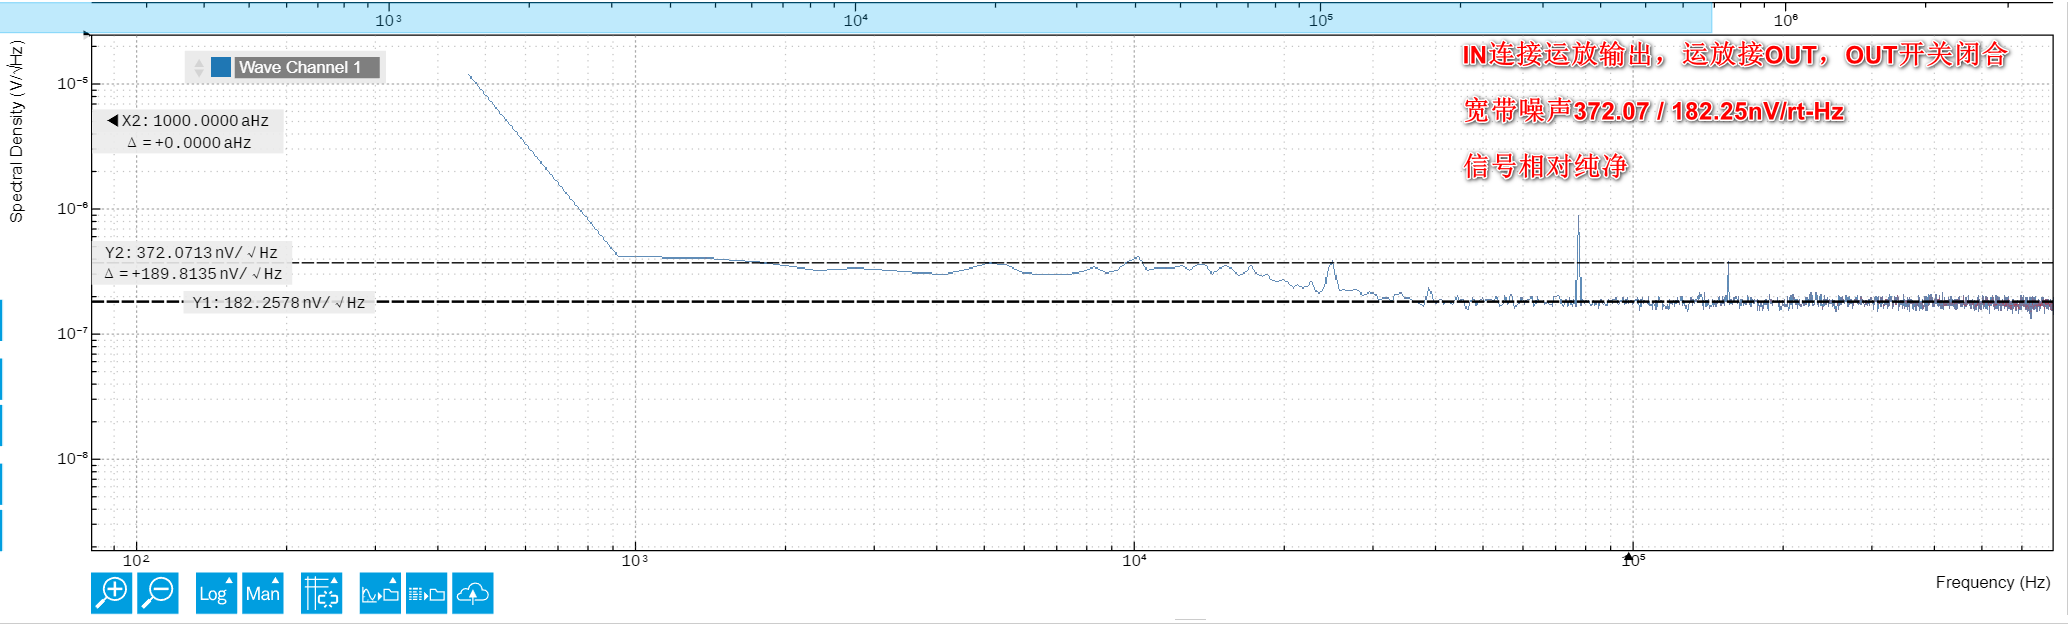 10³ 10⁴ 10⁵ 10⁶
IN连接运放输出，运放接OUT，OUT开关闭合
宽带噪声372.07 / 182.25nV/rt-Hz
信号相对纯净
Wave Channel 1
Spectral Density (V/√Hz)
10⁻⁵
X2: 1000.0000 aHz
Δ = +0.0000 aHz
10⁻⁶
Y2: 372.0713 nV/√Hz
Δ = +189.8135 nV/√Hz
Y1: 182.2578 nV/√Hz
10⁻⁷
10⁻⁸
10² 10³ 10⁴ 10⁵
Frequency (Hz)
Log Man